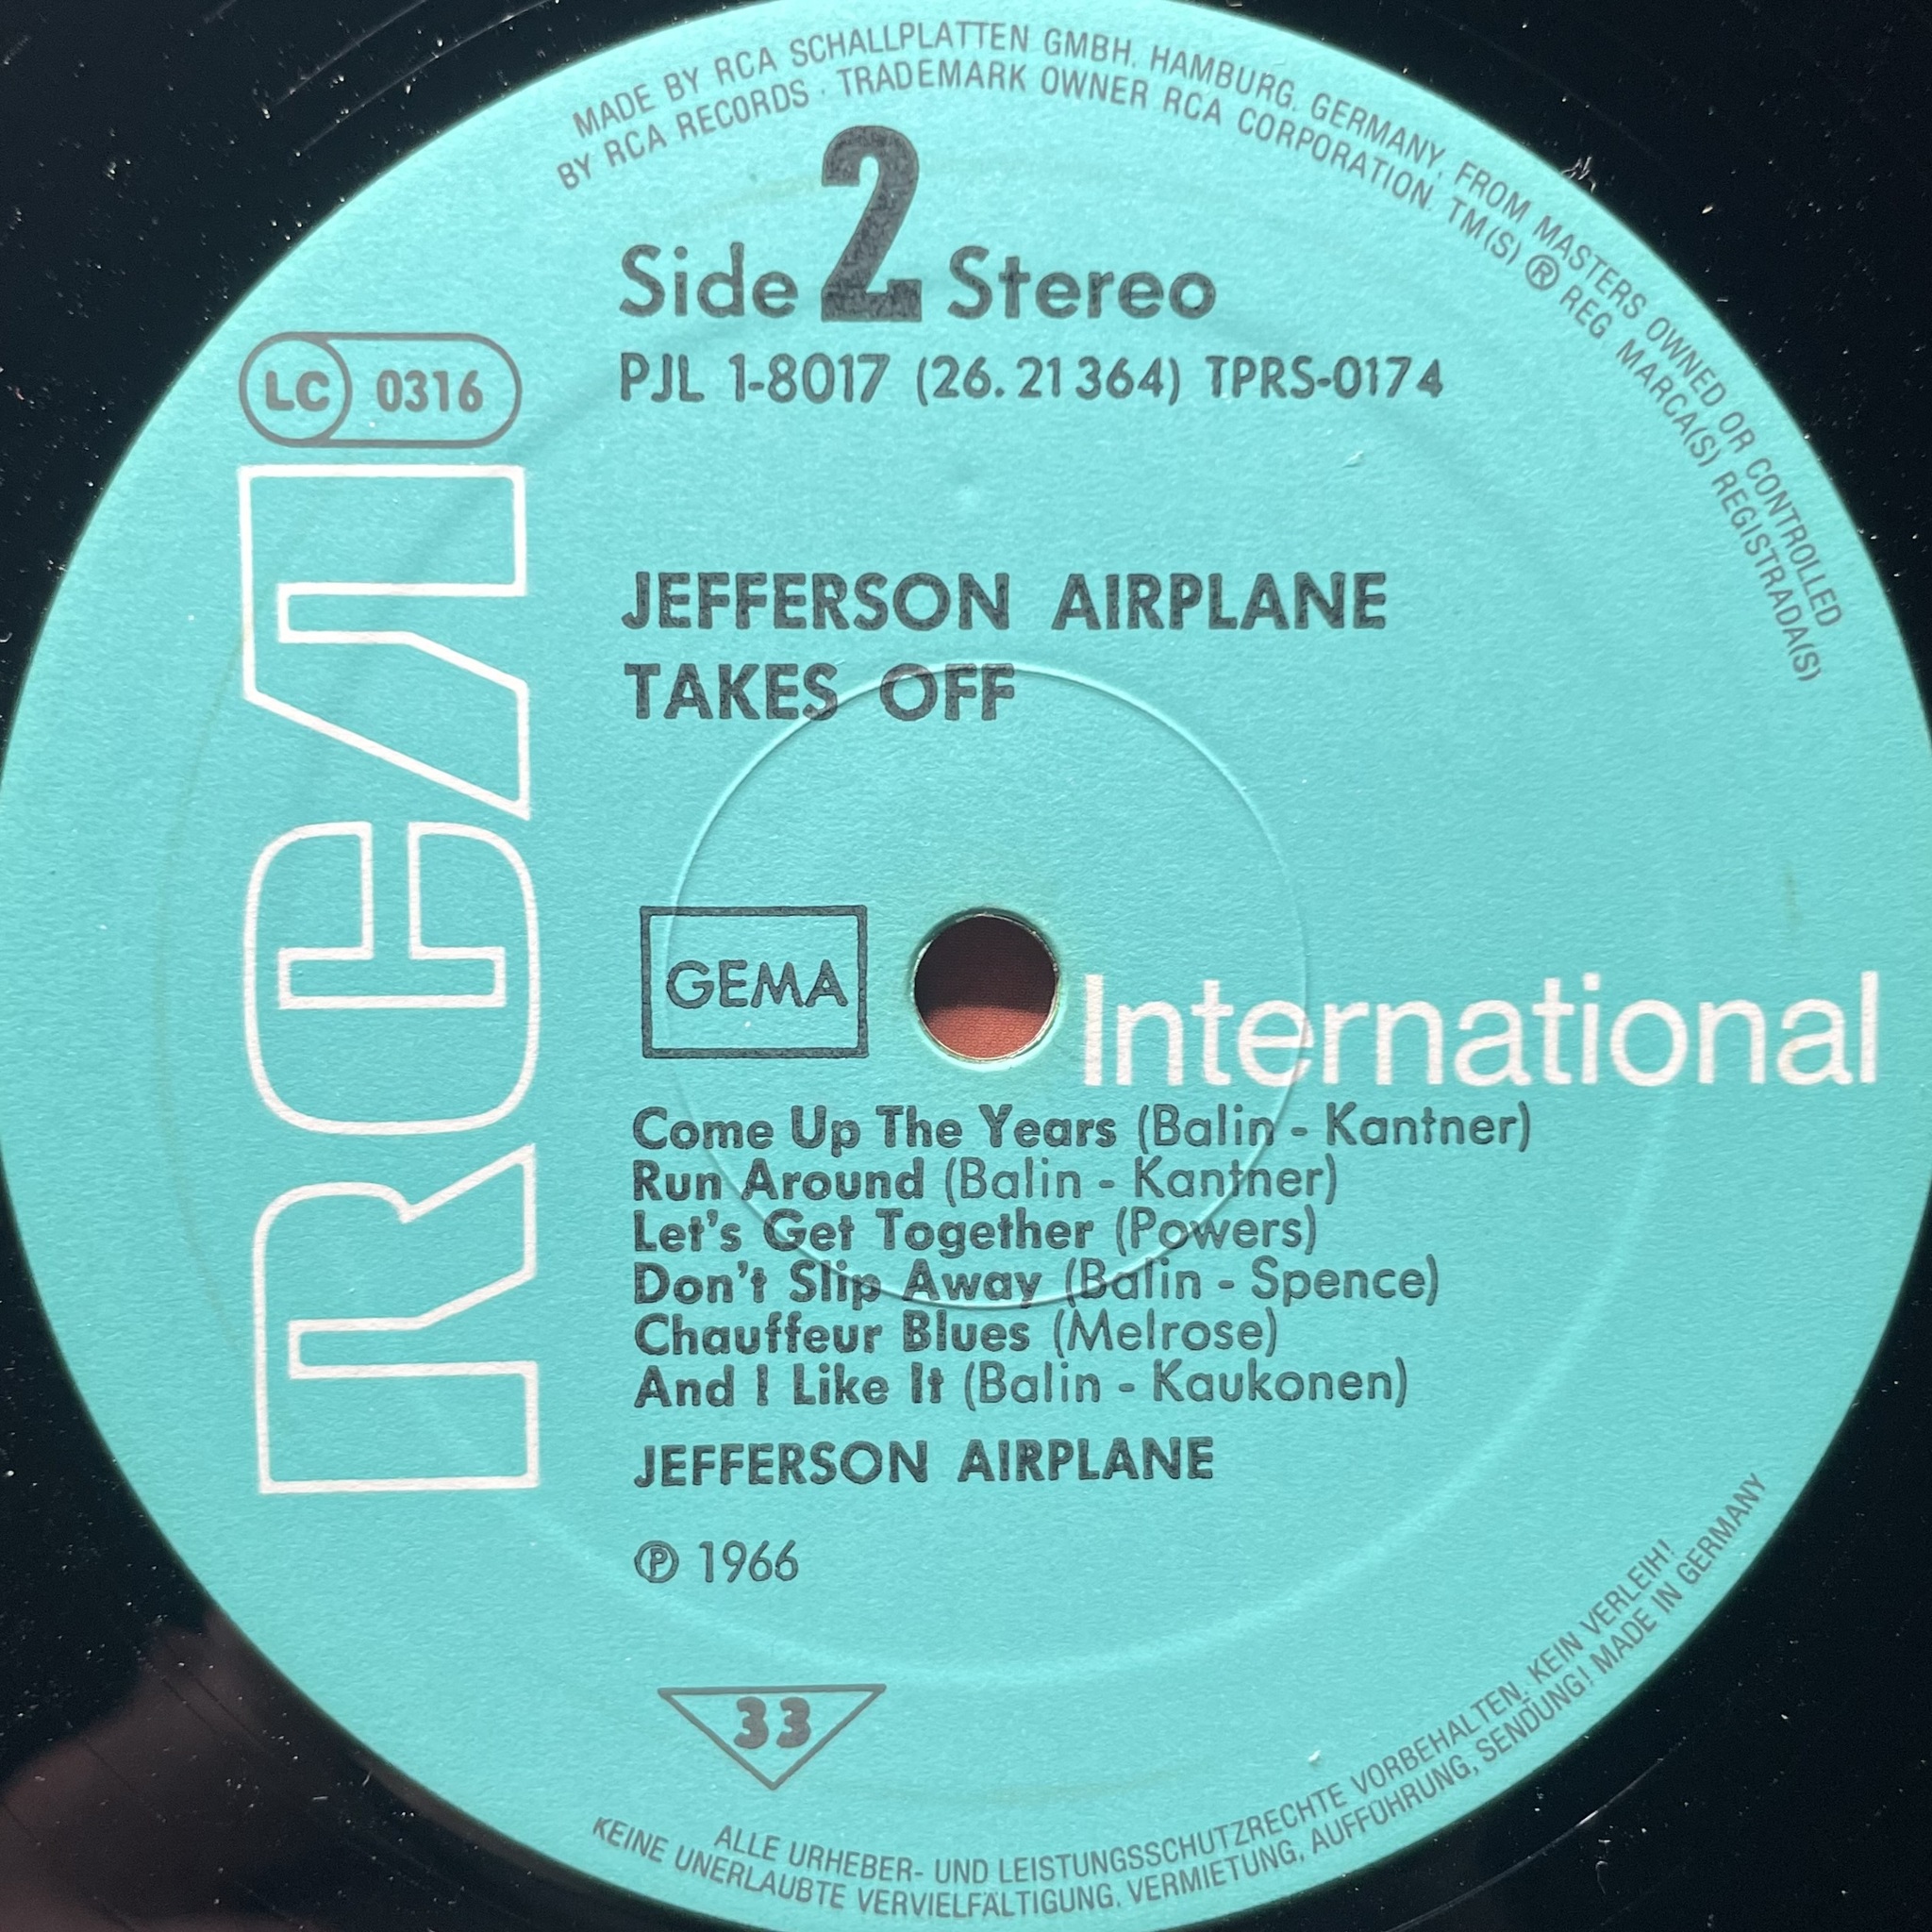 MADE BY RCA SCHALLPLATTEN GMBH, HAMBURG, GERMANY, FROM MASTERS OWNED OR CONTROLLED
BY RCA RECORDS · TRADEMARK OWNER RCA CORPORATION. TM(S) ® REG. MARCA(S) REGISTRADA(S)
Side 2 Stereo
PJL 1-8017 (26.21364) TPRS-0174
LC 0316
RCA
JEFFERSON AIRPLANE
TAKES OFF
GEMA
International
Come Up The Years (Balin - Kantner)
Run Around (Balin - Kantner)
Let's Get Together (Powers)
Don't Slip Away (Balin - Spence)
Chauffeur Blues (Melrose)
And I Like It (Balin - Kaukonen)
JEFFERSON AIRPLANE
℗ 1966
33
ALLE URHEBER- UND LEISTUNGSSCHUTZRECHTE VORBEHALTEN. KEIN VERLEIH!
KEINE UNERLAUBTE VERVIELFÄLTIGUNG, VERMIETUNG, AUFFÜHRUNG, SENDUNG! MADE IN GERMANY